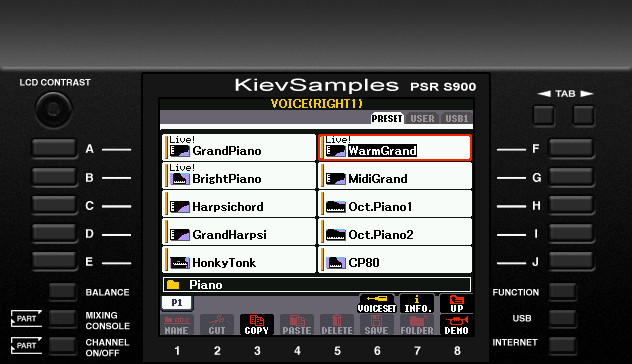 LCD CONTRAST
KievSamples PSR S900
TAB
VOICE(RIGHT1)
PRESET USER USB1
A
Live!
GrandPiano
Live!
WarmGrand
F
B
Live!
BrightPiano
MidiGrand
G
C
Harpsichord
Oct.Piano1
H
D
GrandHarpsi
Oct.Piano2
I
E
HonkyTonk
CP80
J
Piano
BALANCE
P1
VOICESET
INFO.
UP
FUNCTION
PART
MIXING
CONSOLE
NAME CUT COPY PASTE DELETE SAVE FOLDER DEMO
USB
PART
CHANNEL
ON/OFF
1 2 3 4 5 6 7 8
INTERNET